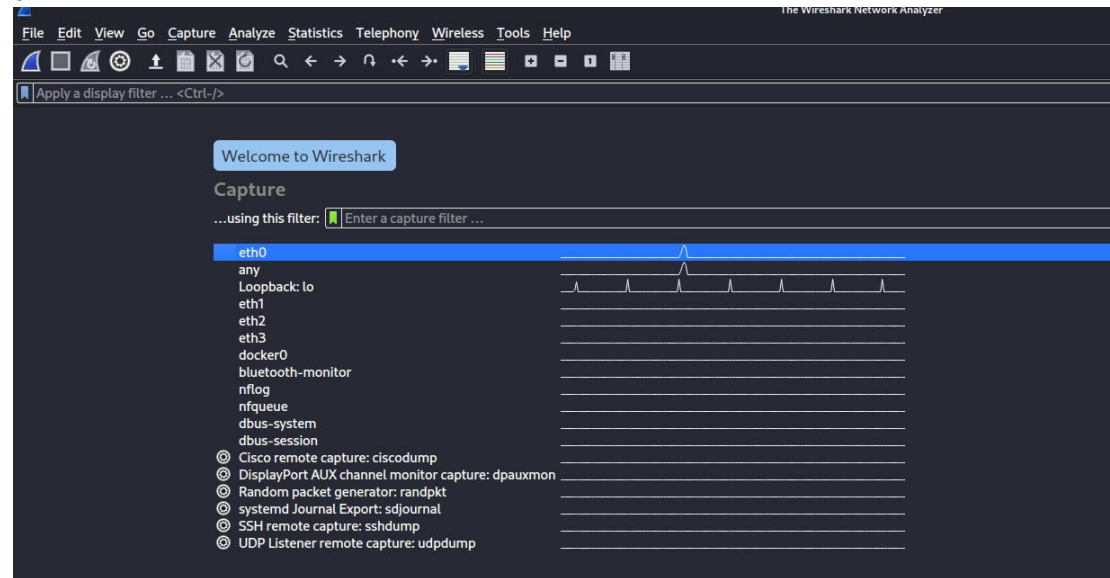 The Wireshark Network Analyzer
File Edit View Go Capture Analyze Statistics Telephony Wireless Tools Help
Apply a display filter ... <Ctrl-/>
Welcome to Wireshark
Capture
...using this filter: Enter a capture filter ...
eth0
any
Loopback: lo
eth1
eth2
eth3
docker0
bluetooth-monitor
nflog
nfqueue
dbus-system
dbus-session
Cisco remote capture: ciscodump
DisplayPort AUX channel monitor capture: dpauxmon
Random packet generator: randpkt
systemd Journal Export: sdjournal
SSH remote capture: sshdump
UDP Listener remote capture: udpdump